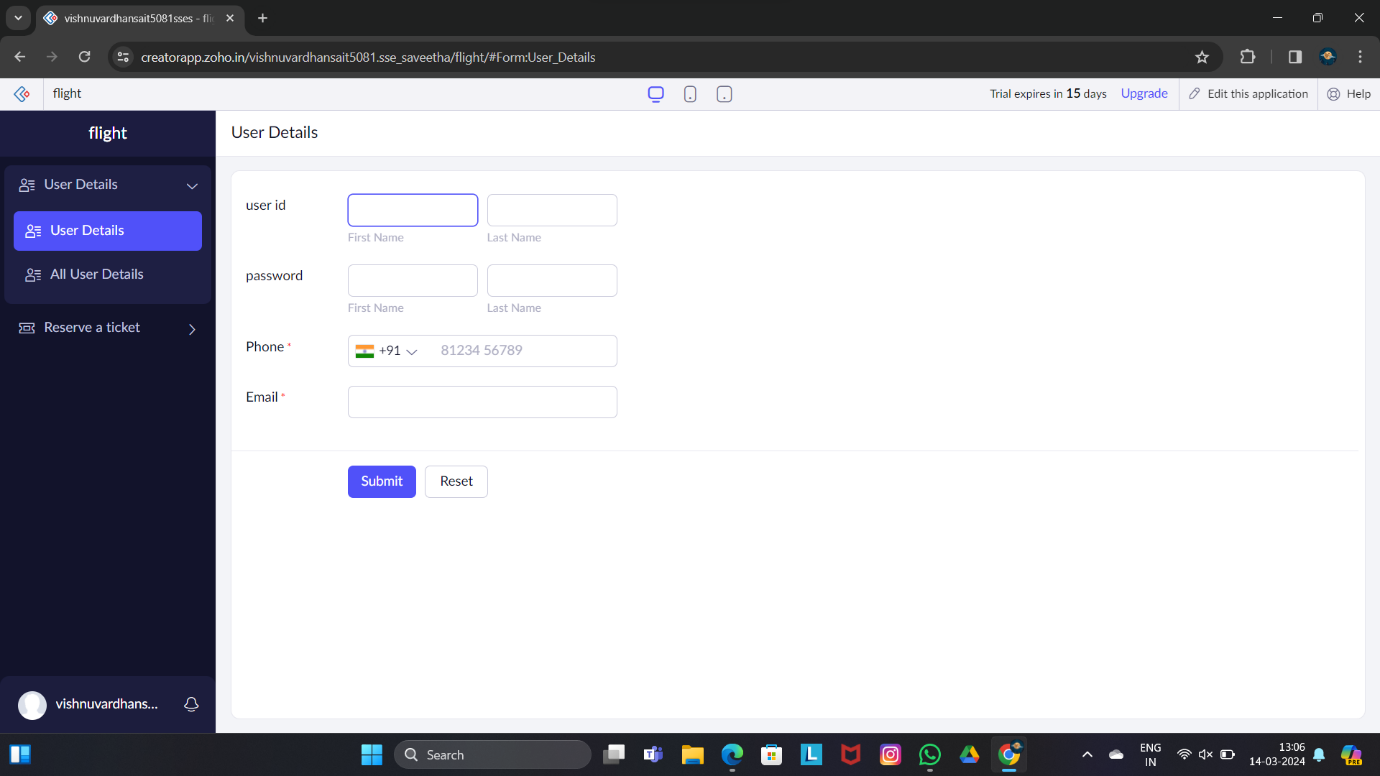 vishnuvardhansait5081sses - fli
creatorapp.zoho.in/vishnuvardhansait5081.sse_saveetha/flight/#Form:User_Details
flight
Trial expires in 15 days Upgrade Edit this application Help
flight
User Details
User Details
All User Details
Reserve a ticket
vishnuvardhans...
User Details
user id
First Name Last Name
password
First Name Last Name
Phone *
+91 81234 56789
Email *
Submit Reset
Search
ENG
IN
13:06
14-03-2024
PRE